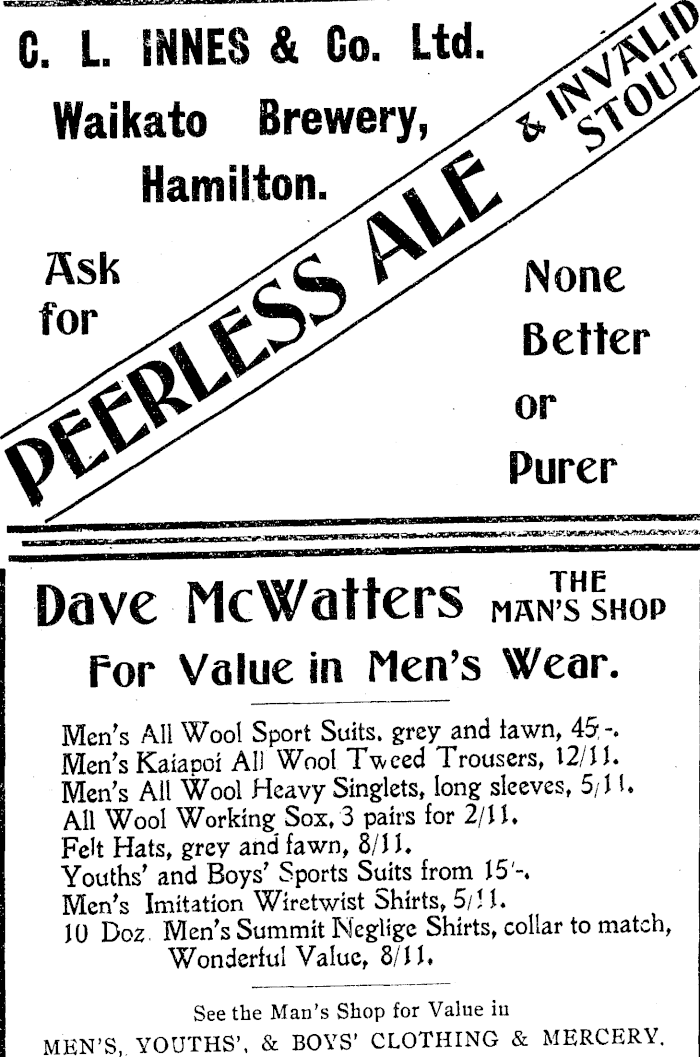 C. L. INNES & Co. Ltd.
Waikato Brewery,
Hamilton.
Ask
for
PEERLESS ALE & INVALID
STOUT
None
Better
or
Purer
Dave McWatters THE
MAN'S SHOP
For Value in Men's Wear.
Men's All Wool Sport Suits, grey and fawn, 45/-.
Men's Kaiapoi All Wool Tweed Trousers, 12/11.
Men's All Wool Heavy Singlets, long sleeves, 5/11.
All Wool Working Sox, 3 pairs for 2/11.
Felt Hats, grey and fawn, 8/11.
Youths' and Boys' Sports Suits from 15/-.
Men's Imitation Wiretwist Shirts, 5/11.
10 Doz. Men's Summit Neglige Shirts, collar to match,
Wonderful Value, 8/11.
See the Man's Shop for Value in
MEN'S, YOUTHS', & BOYS' CLOTHING & MERCERY.